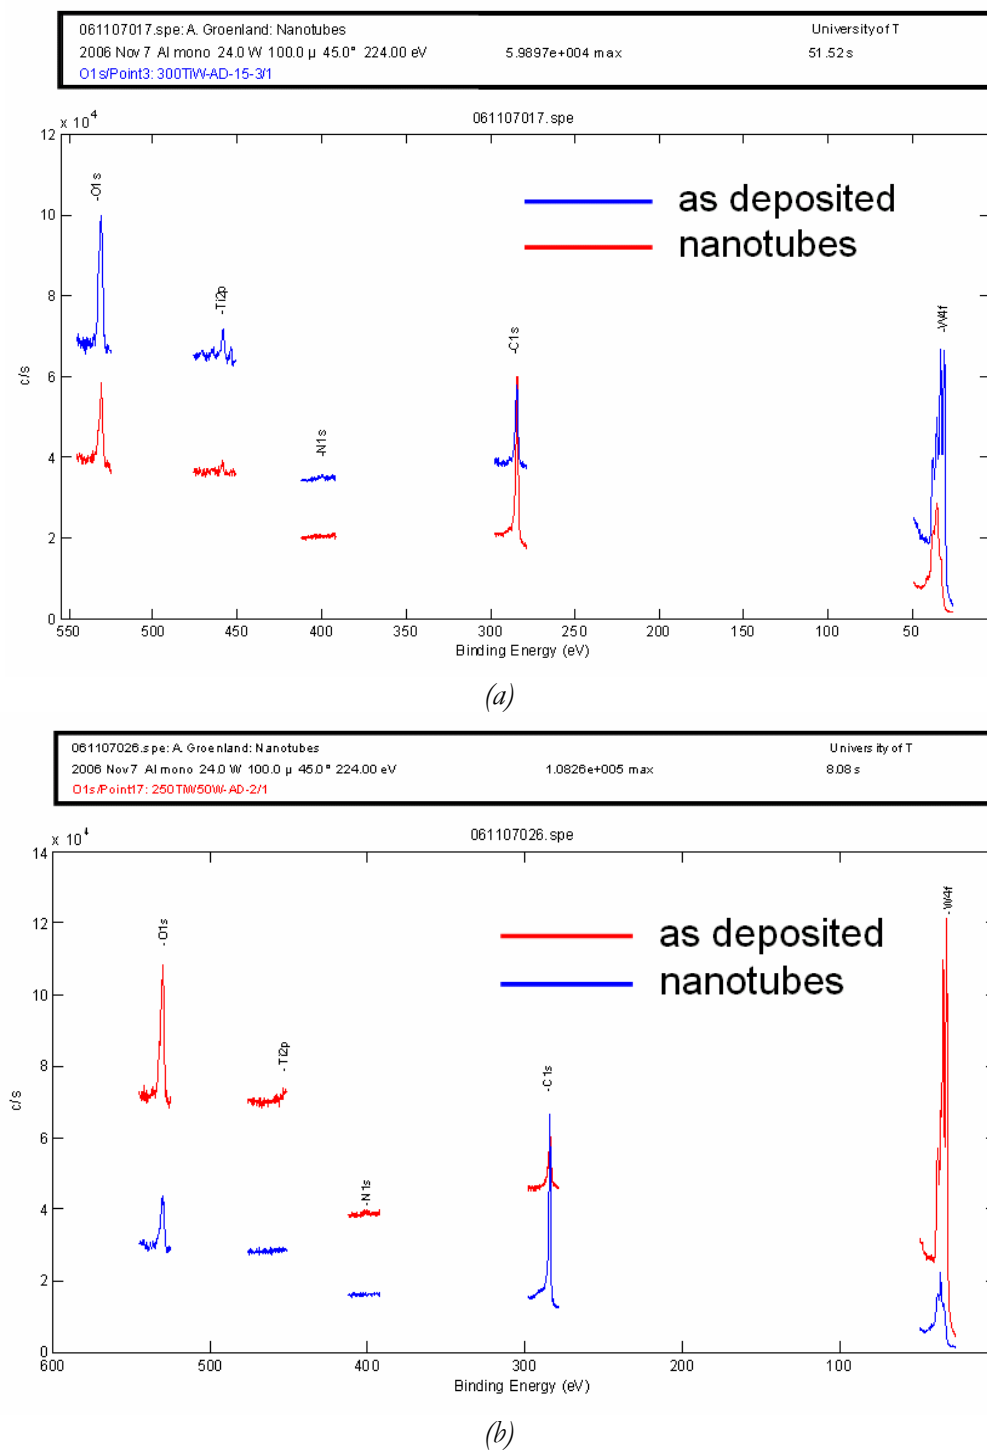 061107017.spe: A. Groenland: Nanotubes University of T
2006 Nov 7 Al mono 24.0 W 100.0 µ 45.0° 224.00 eV 5.9897e+004 max 51.52 s
O1s/Point3: 300TiW-AD-15-3/1
x 10⁴ 061107017.spe
12
10
8
6
4
2
0
c/s
-O1s
-Ti2p
-N1s
-C1s
-W4f
as deposited
nanotubes
550 500 450 400 350 300 250 200 150 100 50
Binding Energy (eV)
(a)
061107026.spe: A. Groenland: Nanotubes University of T
2006 Nov 7 Al mono 24.0 W 100.0 µ 45.0° 224.00 eV 1.0826e+005 max 8.08 s
O1s/Point17: 250TiW50W-AD-2/1
x 10⁴ 061107026.spe
14
12
10
8
6
4
2
0
c/s
-O1s
-Ti2p
-N1s
-C1s
-W4f
as deposited
nanotubes
600 500 400 300 200 100
Binding Energy (eV)
(b)